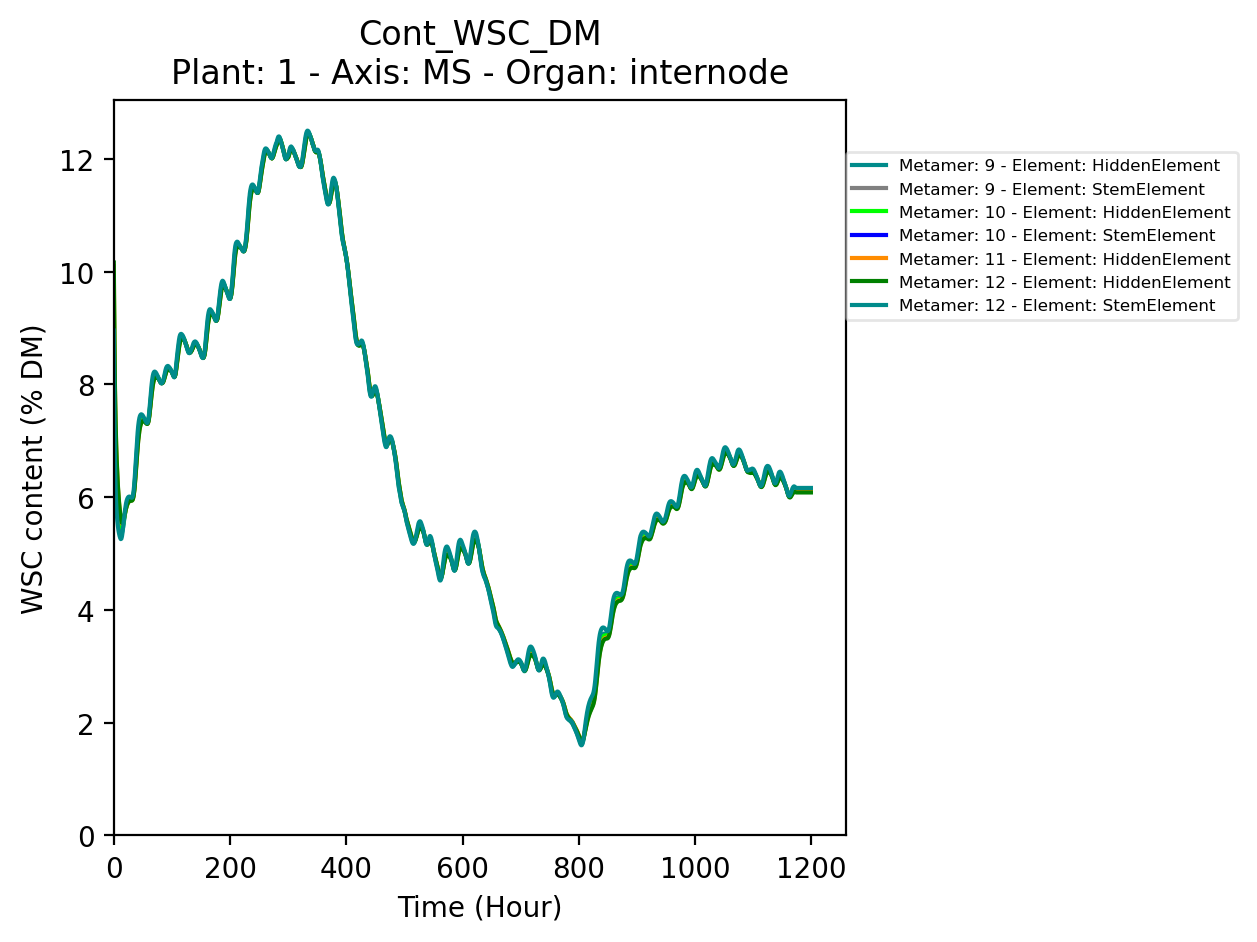 Cont_WSC_DM
Plant: 1 - Axis: MS - Organ: internode
WSC content (% DM)
12
10
8
6
4
2
0
0 200 400 600 800 1000 1200
Time (Hour)
Metamer: 9 - Element: HiddenElement
Metamer: 9 - Element: StemElement
Metamer: 10 - Element: HiddenElement
Metamer: 10 - Element: StemElement
Metamer: 11 - Element: HiddenElement
Metamer: 12 - Element: HiddenElement
Metamer: 12 - Element: StemElement